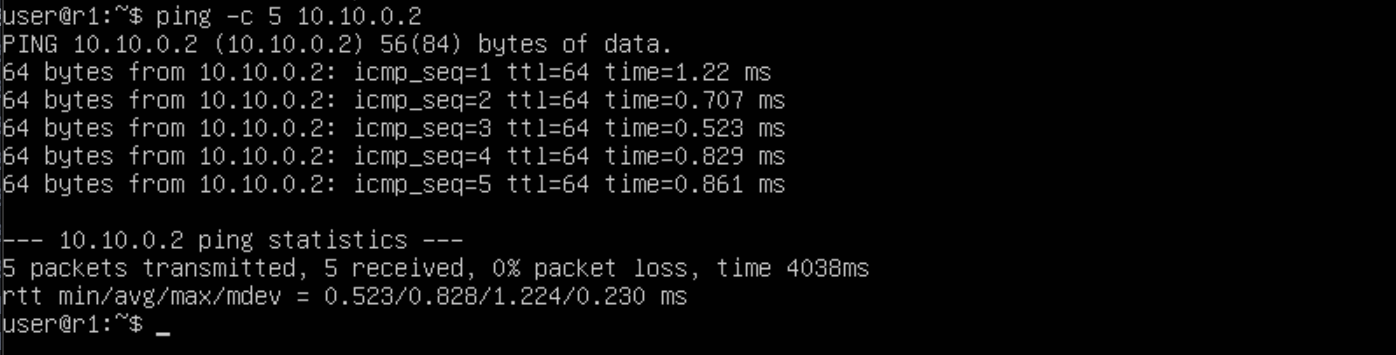 user@r1:~$ ping -c 5 10.10.0.2
PING 10.10.0.2 (10.10.0.2) 56(84) bytes of data.
64 bytes from 10.10.0.2: icmp_seq=1 ttl=64 time=1.22 ms
64 bytes from 10.10.0.2: icmp_seq=2 ttl=64 time=0.707 ms
64 bytes from 10.10.0.2: icmp_seq=3 ttl=64 time=0.523 ms
64 bytes from 10.10.0.2: icmp_seq=4 ttl=64 time=0.829 ms
64 bytes from 10.10.0.2: icmp_seq=5 ttl=64 time=0.861 ms

--- 10.10.0.2 ping statistics ---
5 packets transmitted, 5 received, 0% packet loss, time 4038ms
rtt min/avg/max/mdev = 0.523/0.828/1.224/0.230 ms
user@r1:~$ _